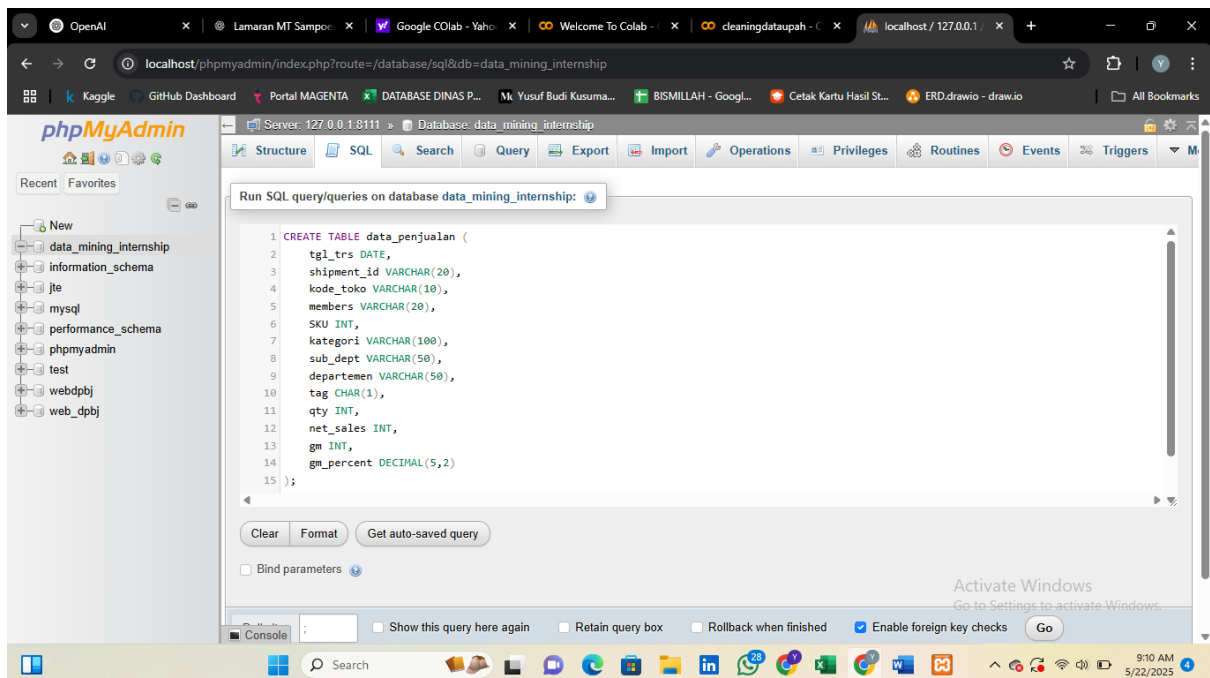 OpenAI
Lamaran MT Sampoe
Google COlab - Yaho
Welcome To Colab -
cleaningdataupah - C
localhost / 127.0.0.1 /
localhost/phpmyadmin/index.php?route=/database/sql&db=data_mining_internship
Y
Kaggle
GitHub Dashboard
Portal MAGENTA
DATABASE DINAS P...
Yusuf Budi Kusuma...
BISMILLAH - Googl...
Cetak Kartu Hasil St...
ERD.drawio - draw.io
All Bookmarks
phpMyAdmin
Recent Favorites
New
data_mining_internship
information_schema
jte
mysql
performance_schema
phpmyadmin
test
webdpbj
web_dpbj
Server: 127.0.0.1:8111 » Database: data_mining_internship
Structure SQL Search Query Export Import Operations Privileges Routines Events Triggers
Run SQL query/queries on database data_mining_internship:
1 CREATE TABLE data_penjualan (
2 tgl_trs DATE,
3 shipment_id VARCHAR(20),
4 kode_toko VARCHAR(10),
5 members VARCHAR(20),
6 SKU INT,
7 kategori VARCHAR(100),
8 sub_dept VARCHAR(50),
9 departemen VARCHAR(50),
10 tag CHAR(1),
11 qty INT,
12 net_sales INT,
13 gm INT,
14 gm_percent DECIMAL(5,2)
15 );
Clear Format Get auto-saved query
Bind parameters
Activate Windows
Go to Settings to activate Windows.
; Show this query here again Retain query box Rollback when finished Enable foreign key checks Go
Console
Search
28
9:10 AM
5/22/2025
4